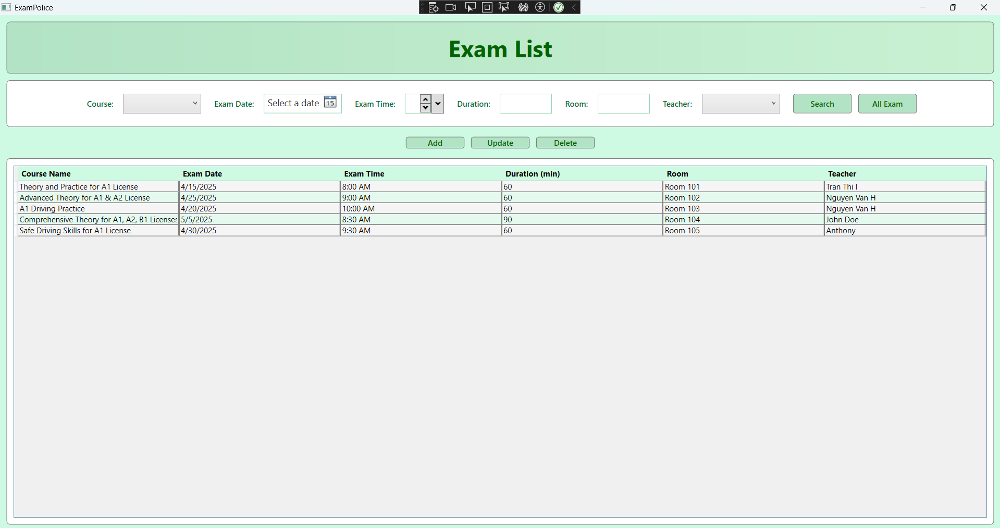 ExamPolice
Exam List
Course: Exam Date: Select a date 15 Exam Time: Duration: Room: Teacher: Search All Exam
Add Update Delete
Course Name Exam Date Exam Time Duration (min) Room Teacher
Theory and Practice for A1 License 4/15/2025 8:00 AM 60 Room 101 Tran Thi I
Advanced Theory for A1 & A2 License 4/25/2025 9:00 AM 60 Room 102 Nguyen Van H
A1 Driving Practice 4/20/2025 10:00 AM 60 Room 103 Nguyen Van H
Comprehensive Theory for A1, A2, B1 Licenses 5/5/2025 8:30 AM 90 Room 104 John Doe
Safe Driving Skills for A1 License 4/30/2025 9:30 AM 60 Room 105 Anthony